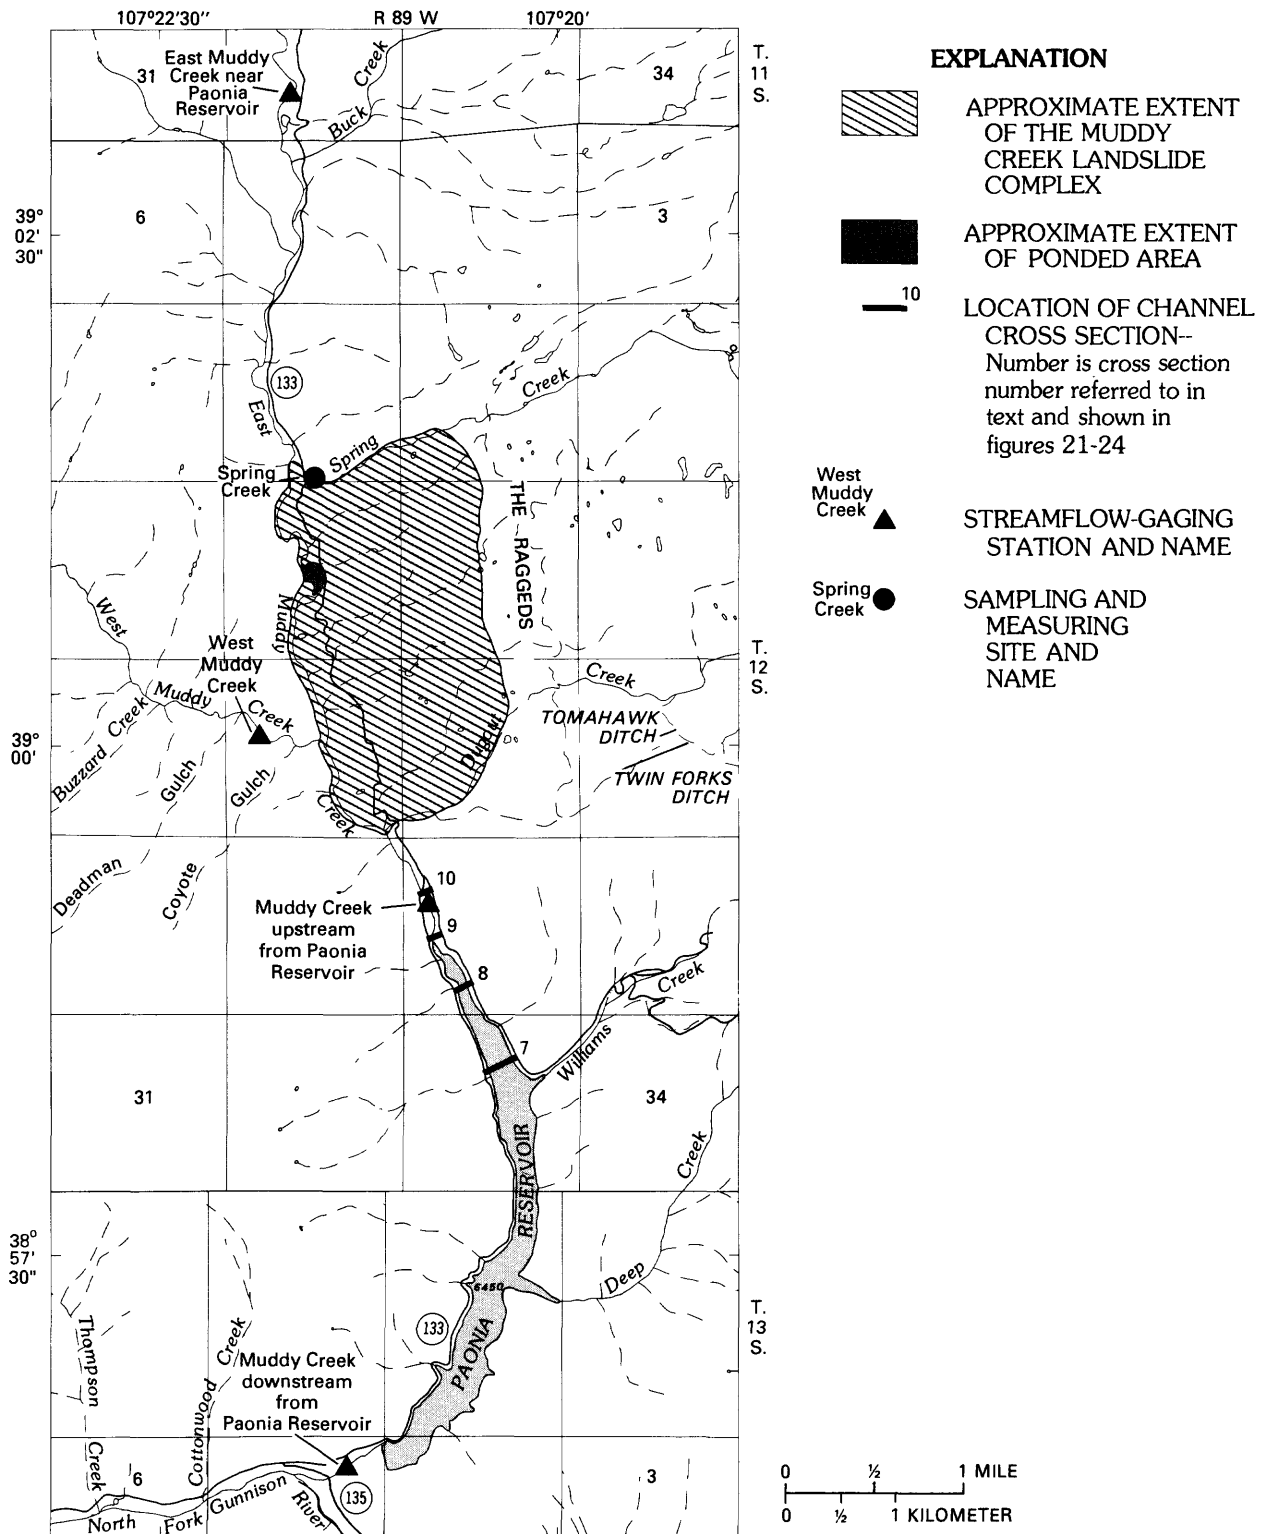 107°22'30"
R 89 W
107°20'
T.
11
S.
East Muddy
Creek near
Paonia
Reservoir
31
Buck Creek
34
39°
02'
30"
6
3
133
East
Spring Creek
Spring
Creek
THE RAGGEDS
Muddy
West
West
Muddy
Creek
Muddy
Creek
Creek
T.
12
S.
TOMAHAWK
DITCH
TWIN FORKS
DITCH
Dugout
39°
00'
Buzzard Creek
Gulch
Gulch
Creek
Deadman
Coyote
10
Muddy Creek
upstream
from Paonia
Reservoir
9
8
Creek
7
Williams
31
34
RESERVOIR
Creek
38°
57'
30"
6450
Deep
133
PAONIA
T.
13
S.
Thompson
Creek
Cottonwood
Creek
Muddy Creek
downstream
from
Paonia Reservoir
6
3
135
North Fork Gunnison River
EXPLANATION
APPROXIMATE EXTENT
OF THE MUDDY
CREEK LANDSLIDE
COMPLEX
APPROXIMATE EXTENT
OF PONDED AREA
10
LOCATION OF CHANNEL
CROSS SECTION--
Number is cross section
number referred to in
text and shown in
figures 21-24
West
Muddy
Creek
STREAMFLOW-GAGING
STATION AND NAME
Spring
Creek
SAMPLING AND
MEASURING
SITE AND
NAME
0 ½ 1 MILE
0 ½ 1 KILOMETER